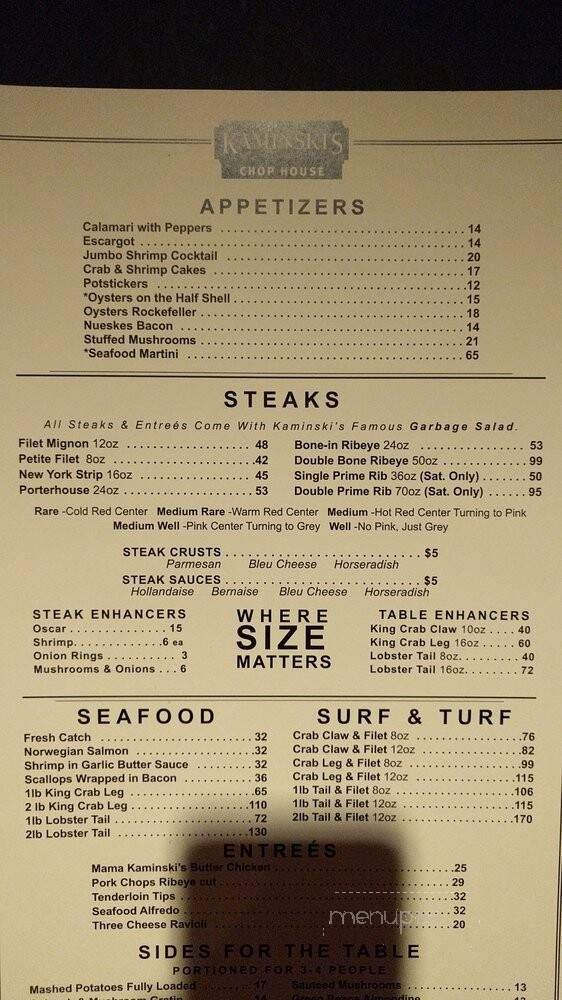 KAMINSKI'S
CHOP HOUSE
APPETIZERS
Calamari with Peppers ........ 14
Escargot ........ 14
Jumbo Shrimp Cocktail ........ 20
Crab & Shrimp Cakes ........ 17
Potstickers ........ 12
*Oysters on the Half Shell ........ 15
Oysters Rockefeller ........ 18
Nueskes Bacon ........ 14
Stuffed Mushrooms ........ 21
*Seafood Martini ........ 65
STEAKS
All Steaks & Entreés Come With Kaminski's Famous Garbage Salad.
Filet Mignon 12oz ........ 48
Petite Filet 8oz ........ 42
New York Strip 16oz ........ 45
Porterhouse 24oz ........ 53
Bone-in Ribeye 24oz ........ 53
Double Bone Ribeye 50oz ........ 99
Single Prime Rib 36oz (Sat. Only) ........ 50
Double Prime Rib 70oz (Sat. Only) ........ 95
Rare -Cold Red Center Medium Rare -Warm Red Center Medium -Hot Red Center Turning to Pink
Medium Well -Pink Center Turning to Grey Well -No Pink, Just Grey
STEAK CRUSTS ........ $5
Parmesan Bleu Cheese Horseradish
STEAK SAUCES ........ $5
Hollandaise Bernaise Bleu Cheese Horseradish
STEAK ENHANCERS
Oscar ........ 15
Shrimp ........ 6 ea
Onion Rings ........ 3
Mushrooms & Onions ... 6
WHERE
SIZE
MATTERS
TABLE ENHANCERS
King Crab Claw 10oz .... 40
King Crab Leg 16oz ..... 60
Lobster Tail 8oz ........ 40
Lobster Tail 16oz ........ 72
SEAFOOD
Fresh Catch ........ 32
Norwegian Salmon ........ 32
Shrimp in Garlic Butter Sauce ........ 32
Scallops Wrapped in Bacon ........ 36
1lb King Crab Leg ........ 65
2 lb King Crab Leg ........ 110
1lb Lobster Tail ........ 72
2lb Lobster Tail ........ 130
SURF & TURF
Crab Claw & Filet 8oz ........ 76
Crab Claw & Filet 12oz ........ 82
Crab Leg & Filet 8oz ........ 99
Crab Leg & Filet 12oz ........ 115
1lb Tail & Filet 8oz ........ 106
1lb Tail & Filet 12oz ........ 115
2lb Tail & Filet 12oz ........ 170
ENTREÉS
Mama Kaminski's Butter Chicken ........ 25
Pork Chops Ribeye cut ........ 29
Tenderloin Tips ........ 32
Seafood Alfredo ........ 32
Three Cheese Ravioli ........ 20
SIDES FOR THE TABLE
PORTIONED FOR 3-4 PEOPLE
Mashed Potatoes Fully Loaded ........ 17
Sauteed Mushrooms ........ 13